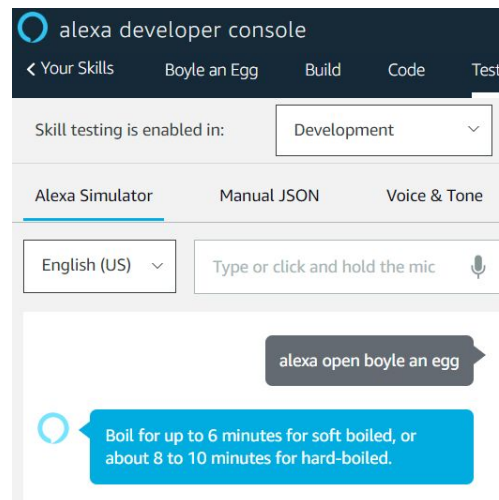 alexa developer console
Your Skills Boyle an Egg Build Code Test
Skill testing is enabled in: Development
Alexa Simulator Manual JSON Voice & Tone
English (US) Type or click and hold the mic
alexa open boyle an egg
Boil for up to 6 minutes for soft boiled, or
about 8 to 10 minutes for hard-boiled.